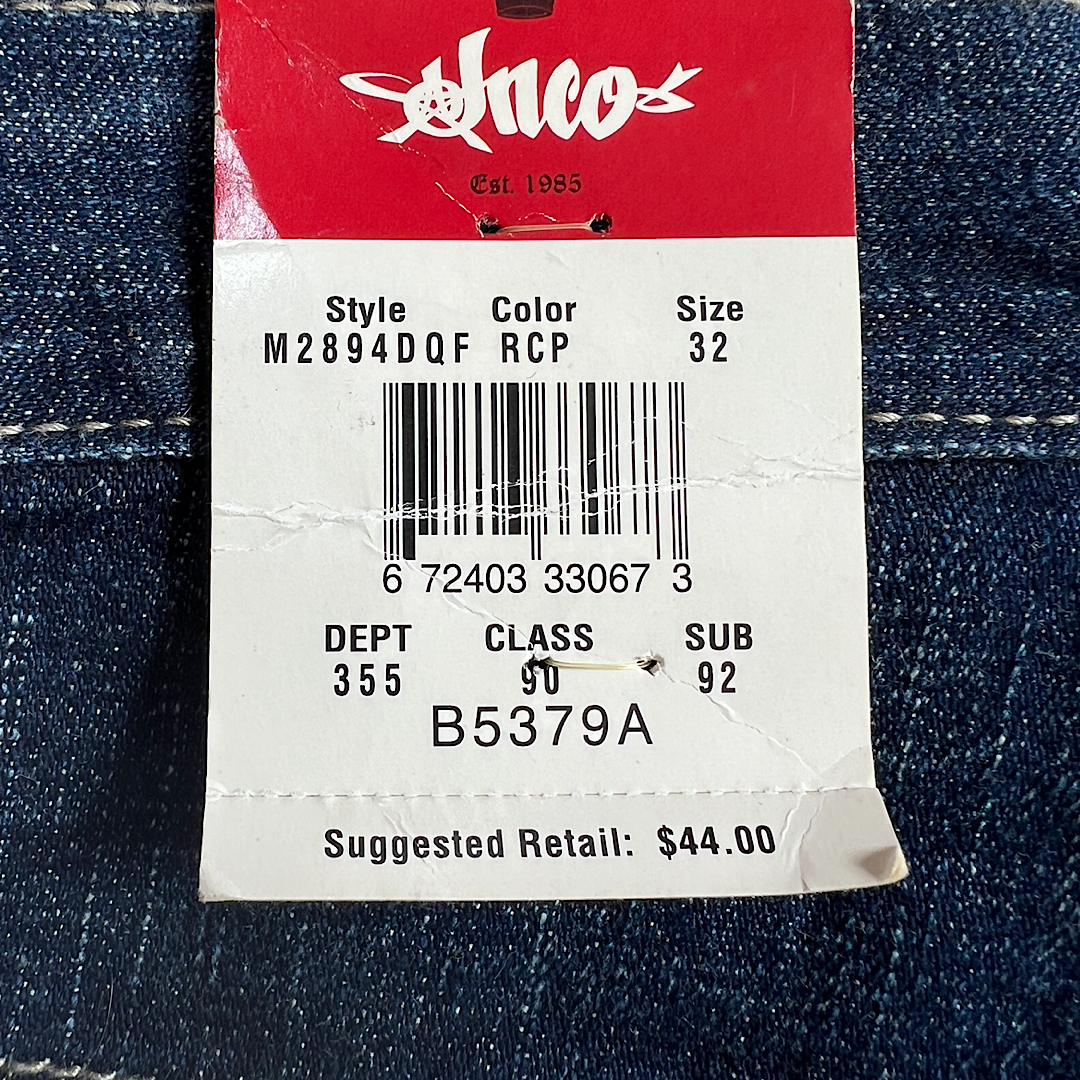 Jnco
Est. 1985
Style Color Size
M2894DQF RCP 32
6 72403 33067 3
DEPT CLASS SUB
355 90 92
B5379A
Suggested Retail: $44.00